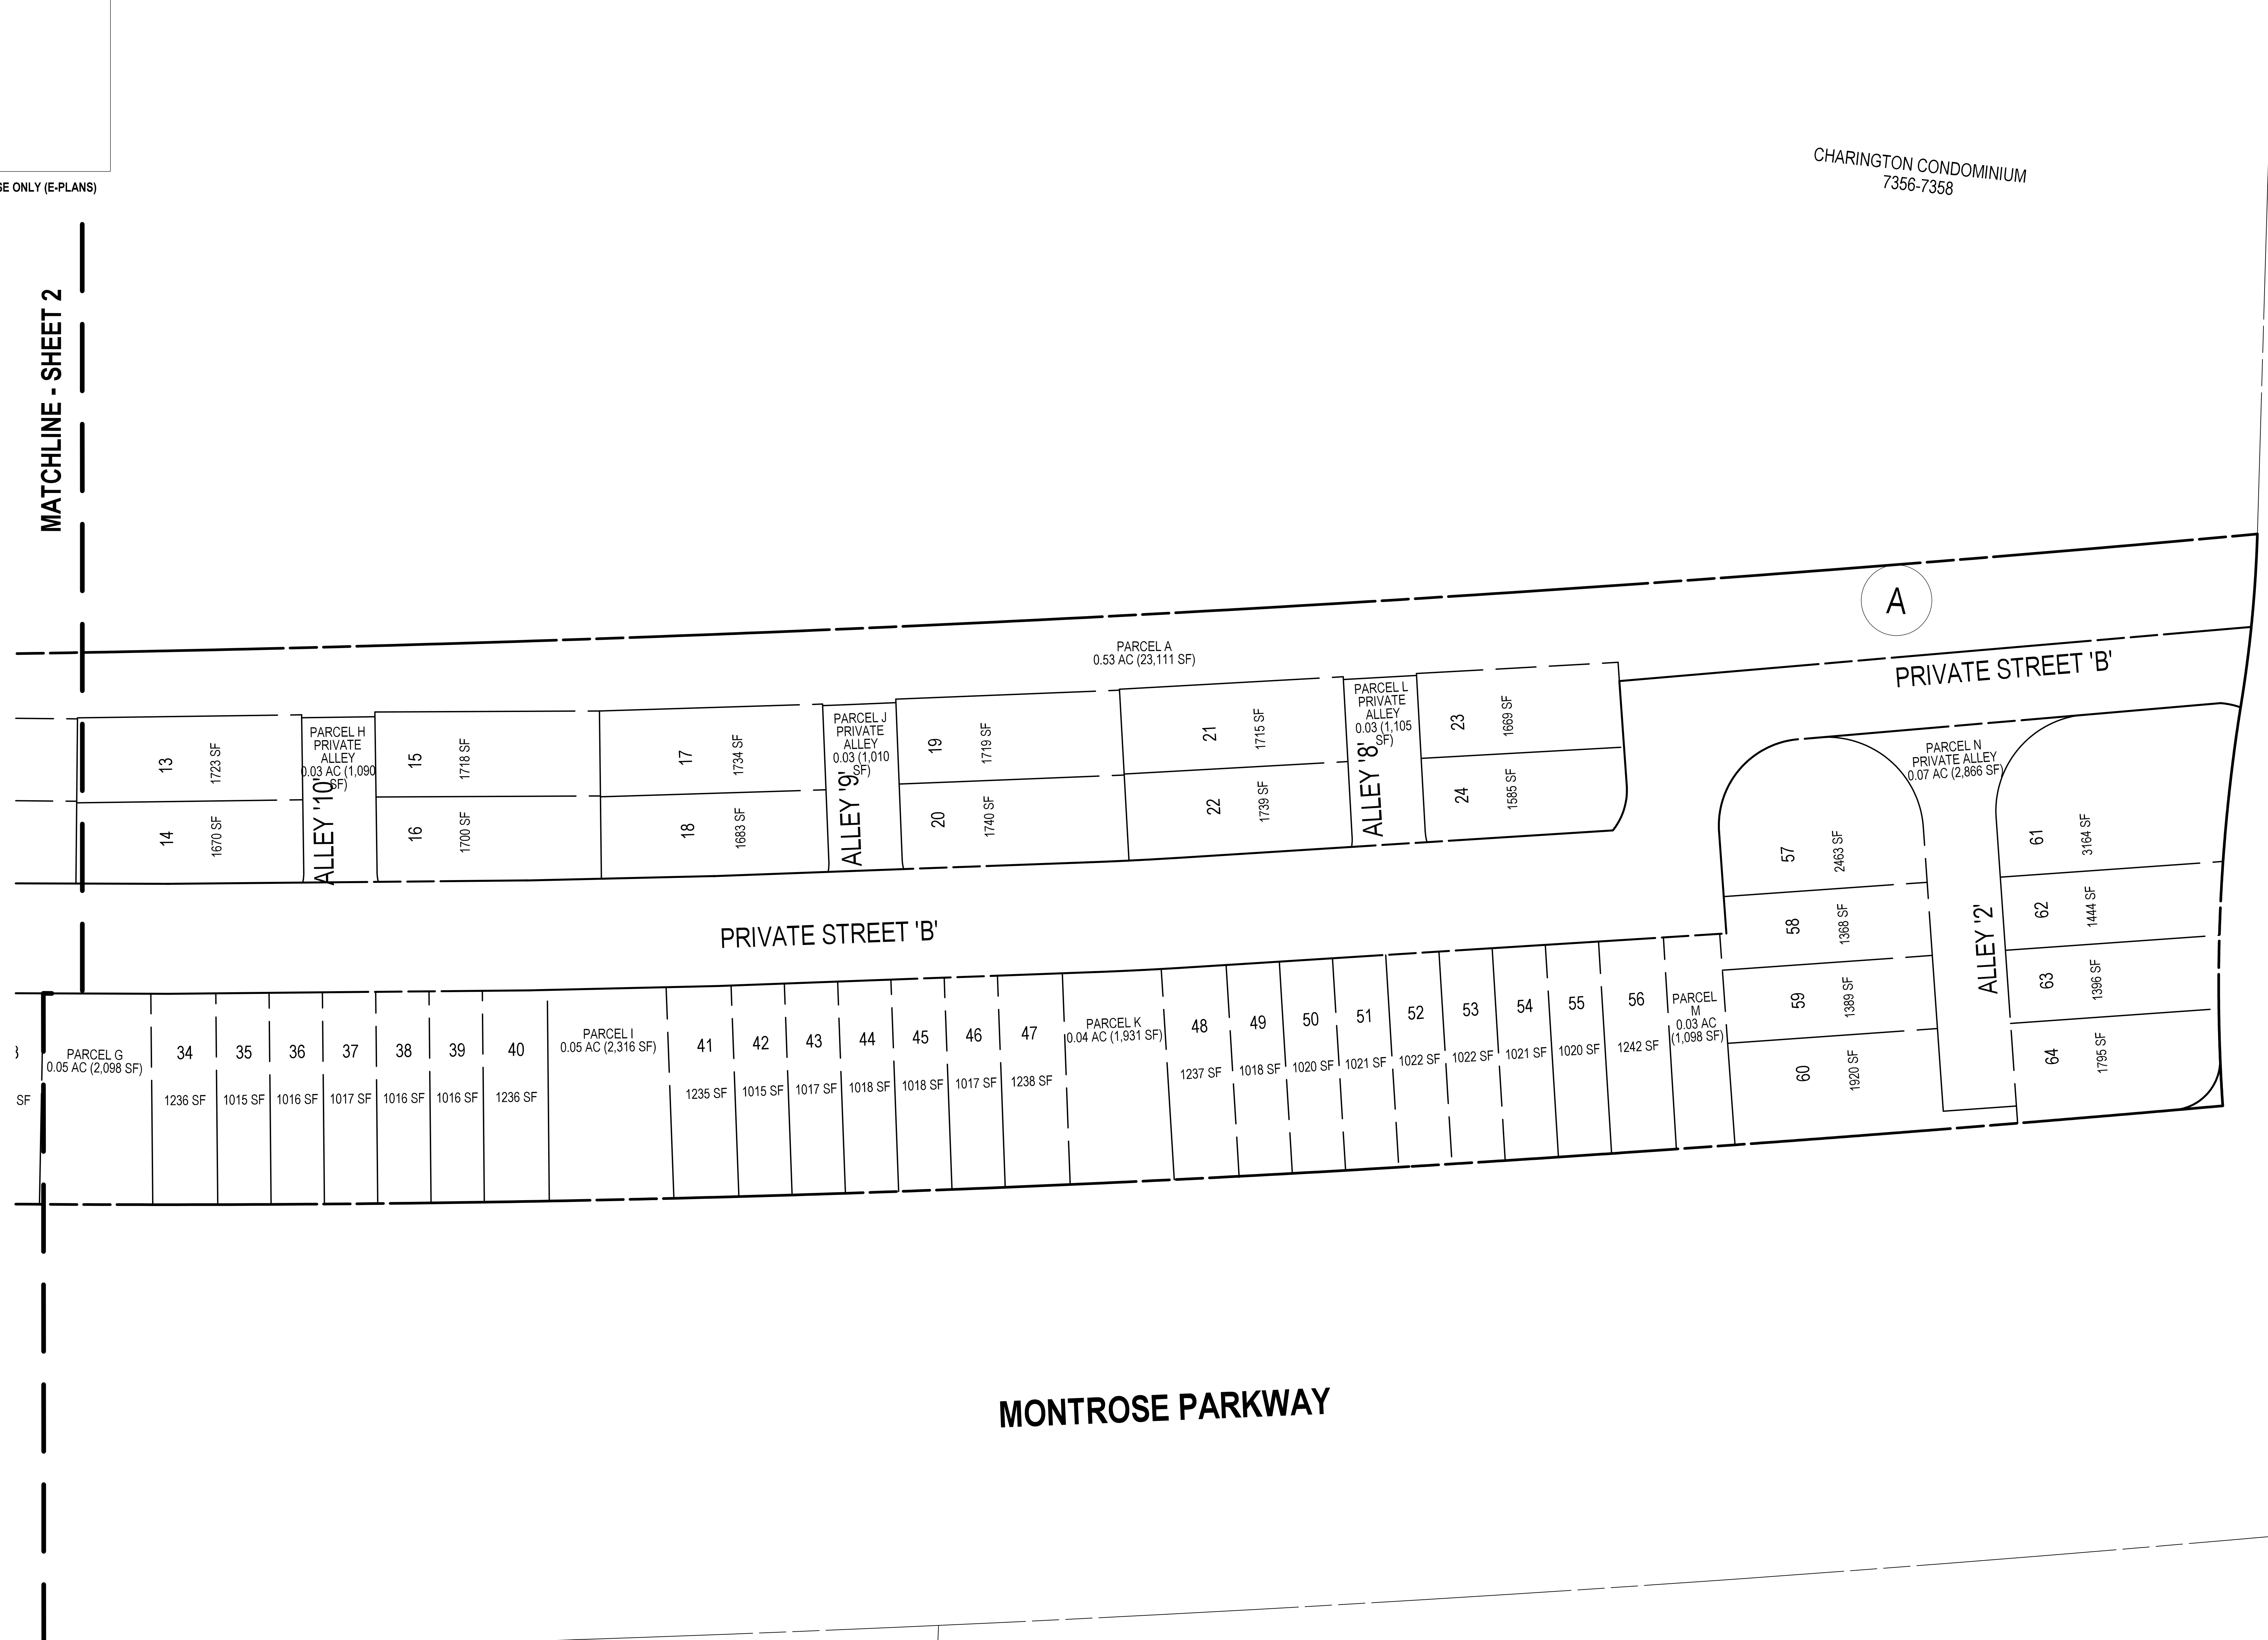 SE ONLY (E-PLANS)
MATCHLINE - SHEET 2
CHARINGTON CONDOMINIUM
7356-7358
A
PARCEL A
0.53 AC (23,111 SF)
PRIVATE STREET 'B'
13
1723 SF
14
1670 SF
PARCEL H
PRIVATE
ALLEY
0.03 AC (1,090
SF)
ALLEY '10'
15
1718 SF
16
1700 SF
17
1734 SF
18
1683 SF
PARCEL J
PRIVATE
ALLEY
0.03 (1,010
SF)
ALLEY '9'
19
1719 SF
20
1740 SF
21
1715 SF
22
1739 SF
PARCEL L
PRIVATE
ALLEY
0.03 (1,105
SF)
ALLEY '8'
23
1669 SF
24
1585 SF
PARCEL N
PRIVATE ALLEY
0.07 AC (2,866 SF)
57
2463 SF
58
1368 SF
59
1389 SF
60
1920 SF
ALLEY '2'
61
3164 SF
62
1444 SF
63
1396 SF
64
1795 SF
PRIVATE STREET 'B'
SF
PARCEL G
0.05 AC (2,098 SF)
34
1236 SF
35
1015 SF
36
1016 SF
37
1017 SF
38
1016 SF
39
1016 SF
40
1236 SF
PARCEL I
0.05 AC (2,316 SF)
41
1235 SF
42
1015 SF
43
1017 SF
44
1018 SF
45
1018 SF
46
1017 SF
47
1238 SF
PARCEL K
0.04 AC (1,931 SF)
48
1237 SF
49
1018 SF
50
1020 SF
51
1021 SF
52
1022 SF
53
1022 SF
54
1021 SF
55
1020 SF
56
1242 SF
PARCEL
M
0.03 AC
(1,098 SF)
MONTROSE PARKWAY